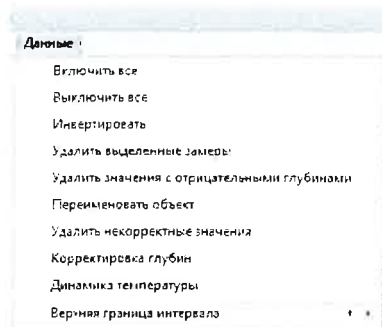 Данные
Включить все
Выключить все
Инвертировать
Удалить выделенные замеры
Удалить значения с отрицательными глубинами
Переименовать объект
Удалить некорректные значения
Корректировка глубин
Динамика температуры
Верхняя граница интервала